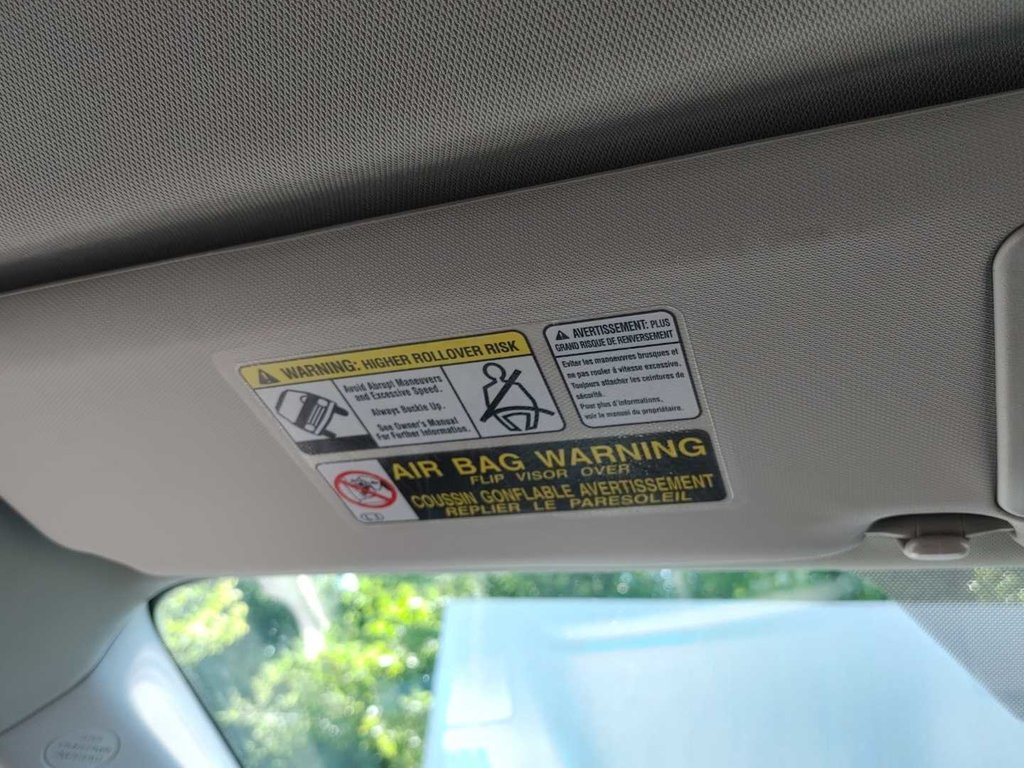 WARNING: HIGHER ROLLOVER RISK
Avoid Abrupt Maneuvers
and Excessive Speed.
Always Buckle Up.
See Owner's Manual
For Further Information.
AVERTISSEMENT: PLUS
GRAND RISQUE DE RENVERSEMENT
Eviter les manoeuvres brusques et
ne pas rouler à vitesse excessive.
Toujours attacher les ceintures de
sécurité.
Pour plus d'informations,
voir le manuel du propriétaire.
AIR BAG WARNING
FLIP VISOR OVER
COUSSIN GONFLABLE AVERTISSEMENT
REPLIER LE PARESOLEIL